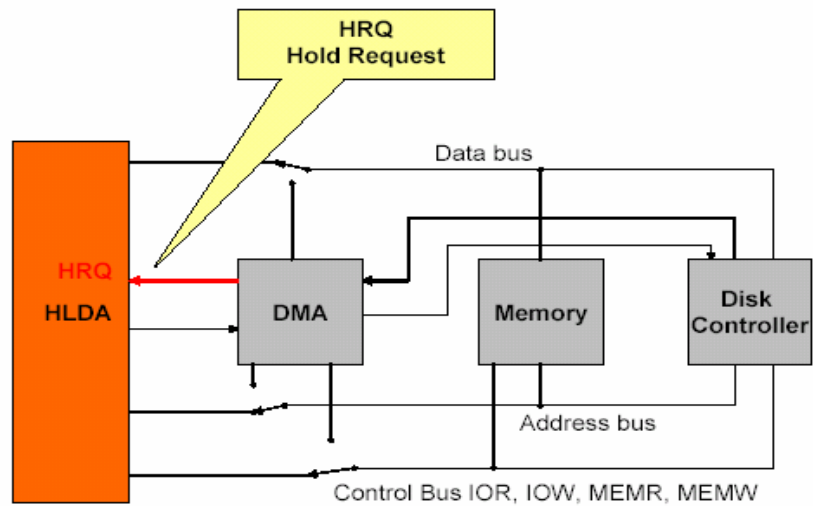 HRQ
Hold Request
Data bus
HRQ
HLDA
DMA
Memory
Disk
Controller
Address bus
Control Bus IOR, IOW, MEMR, MEMW